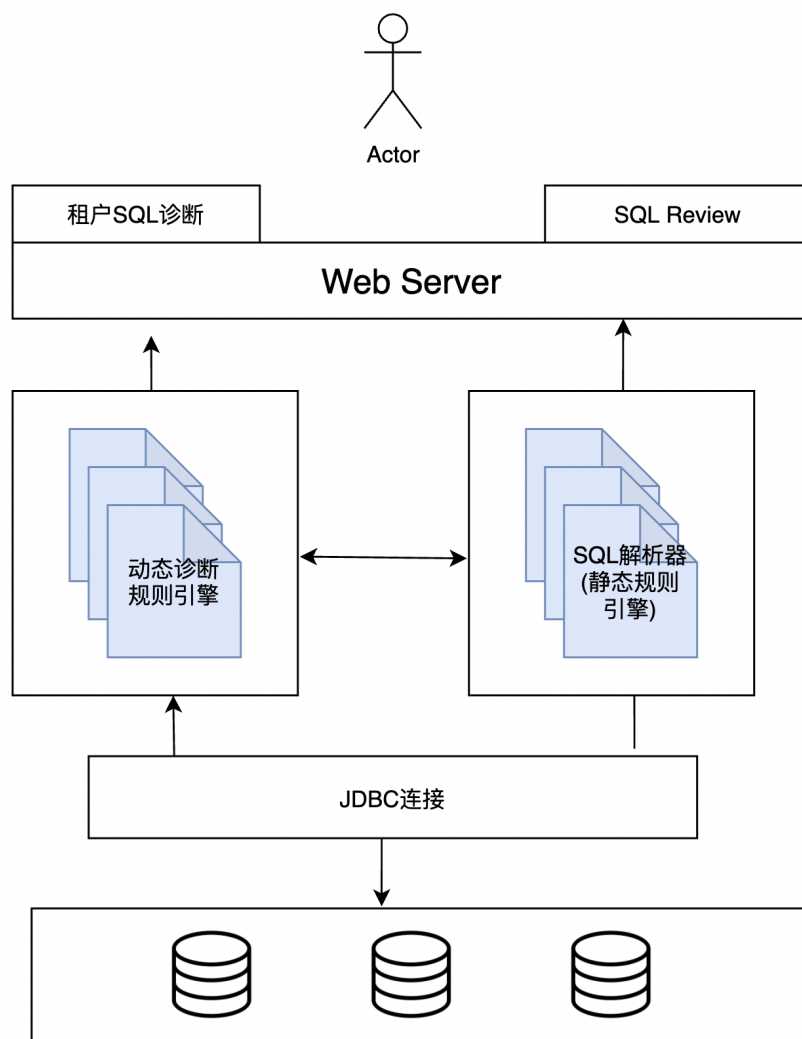 Actor
租户SQL诊断
SQL Review
Web Server
动态诊断
规则引擎
SQL解析器
(静态规则
引擎)
JDBC连接